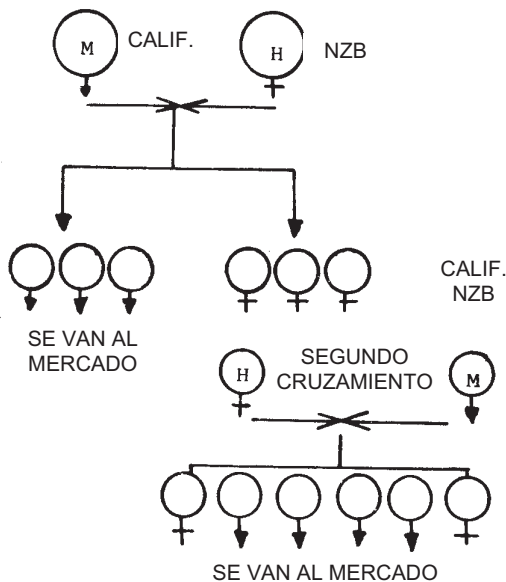 M CALIF. H NZB
CALIF.
NZB
SE VAN AL
MERCADO
SEGUNDO
CRUZAMIENTO
H M
SE VAN AL MERCADO